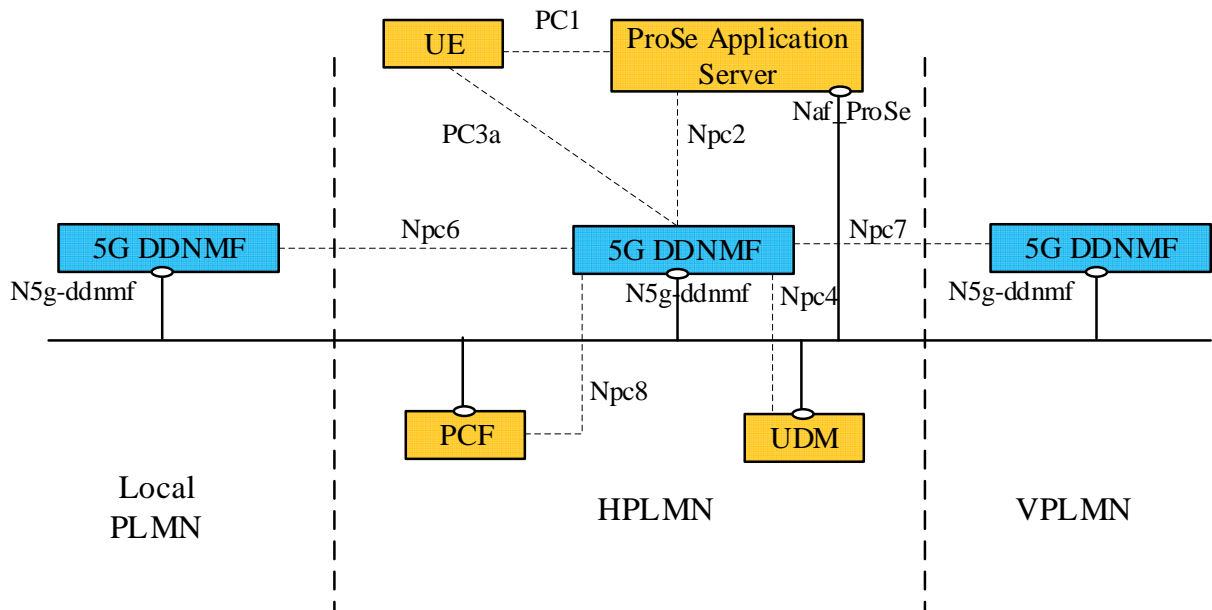 PC1
UE
ProSe Application
Server
Naf_ProSe
PC3a
Npc2
5G DDNMF
Npc6
5G DDNMF
Npc7
5G DDNMF
N5g-ddnmf
N5g-ddnmf
Npc4
N5g-ddnmf
Npc8
PCF
UDM
Local
PLMN
HPLMN
VPLMN